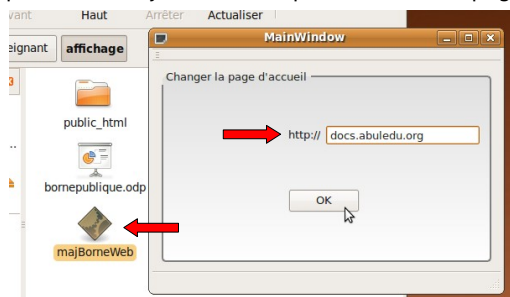 Haut Arrêter Actualiser
MainWindow
eignant affichage
Changer la page d'accueil
public_html
http:// docs.abuledu.org
bornepublique.odp
OK
majBorneWeb